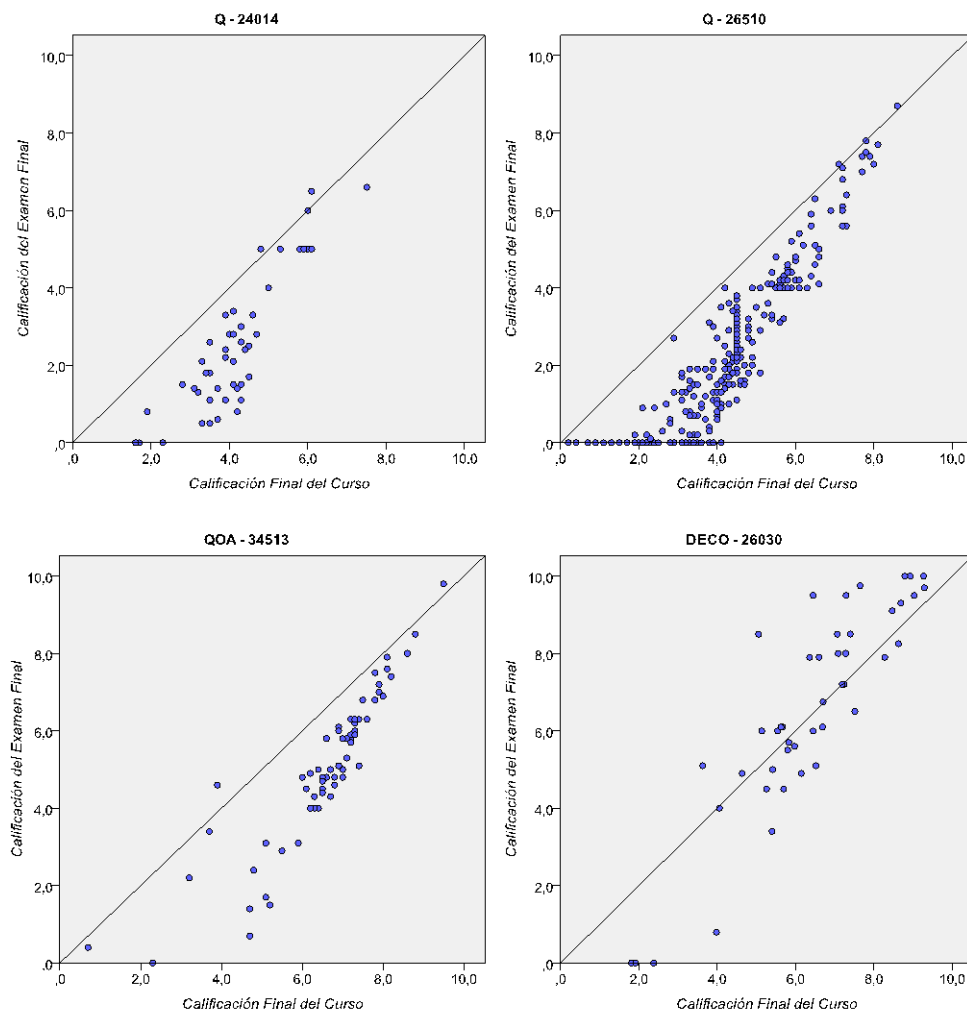 Q - 24014
Calificación del Examen Final
10,0
8,0
6,0
4,0
2,0
,0
,0 2,0 4,0 6,0 8,0 10,0
Calificación Final del Curso
Q - 26510
Calificación del Examen Final
10,0
8,0
6,0
4,0
2,0
,0
,0 2,0 4,0 6,0 8,0 10,0
Calificación Final del Curso
QOA - 34513
Calificación del Examen Final
10,0
8,0
6,0
4,0
2,0
,0
,0 2,0 4,0 6,0 8,0 10,0
Calificación Final del Curso
DECO - 26030
Calificación del Examen Final
10,0
8,0
6,0
4,0
2,0
,0
,0 2,0 4,0 6,0 8,0 10,0
Calificación Final del Curso